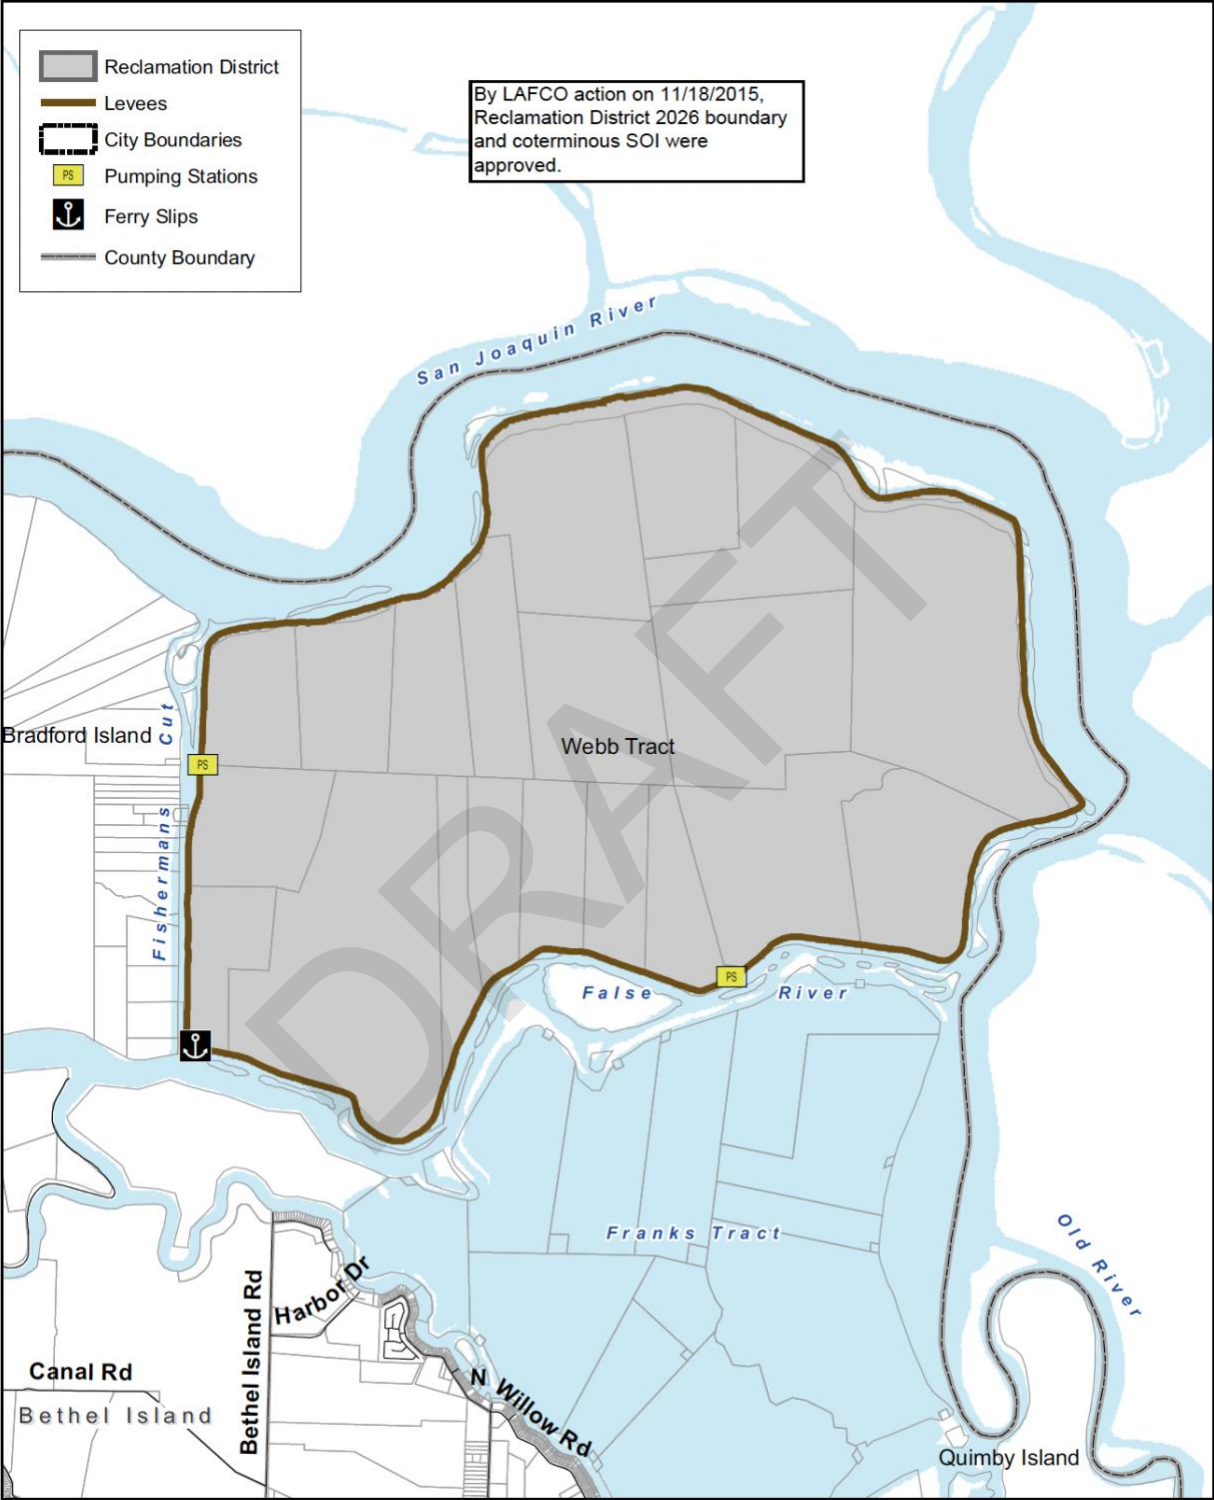 Reclamation District
Levees
City Boundaries
PS
Pumping Stations
Ferry Slips
County Boundary
By LAFCO action on 11/18/2015,
Reclamation District 2026 boundary
and coterminous SOI were
approved.
San Joaquin River
Bradford Island
Fishermans Cut
PS
Webb Tract
DRAFT
PS
False River
Franks Tract
Old River
Harbor Dr
Bethel Island Rd
Canal Rd
Bethel Island
N Willow Rd
Quimby Island